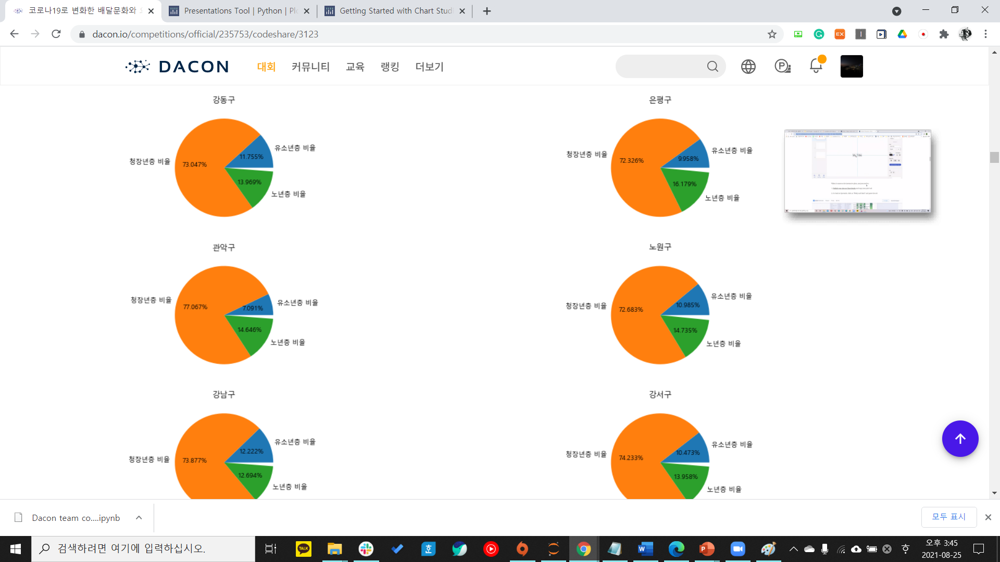 코로나19로 변화한 배달문화와
Presentations Tool | Python | Plo
Getting Started with Chart Studi
dacon.io/competitions/official/235753/codeshare/3123
DACON
대회
커뮤니티
교육
랭킹
더보기
강동구
유소년층 비율
11.755%
청장년층 비율
73.047%
13.969%
노년층 비율
은평구
유소년층 비율
9.958%
청장년층 비율
72.326%
16.179%
노년층 비율
My Title
관악구
청장년층 비율
77.067%
유소년층 비율
7.091%
14.646%
노년층 비율
노원구
유소년층 비율
10.985%
청장년층 비율
72.683%
14.735%
노년층 비율
강남구
유소년층 비율
12.222%
청장년층 비율
73.877%
12.694%
노년층 비율
강서구
유소년층 비율
10.473%
청장년층 비율
74.233%
13.958%
노년층 비율
Dacon team co....ipynb
모두 표시
검색하려면 여기에 입력하십시오.
TALK
오후 3:45
2021-08-25